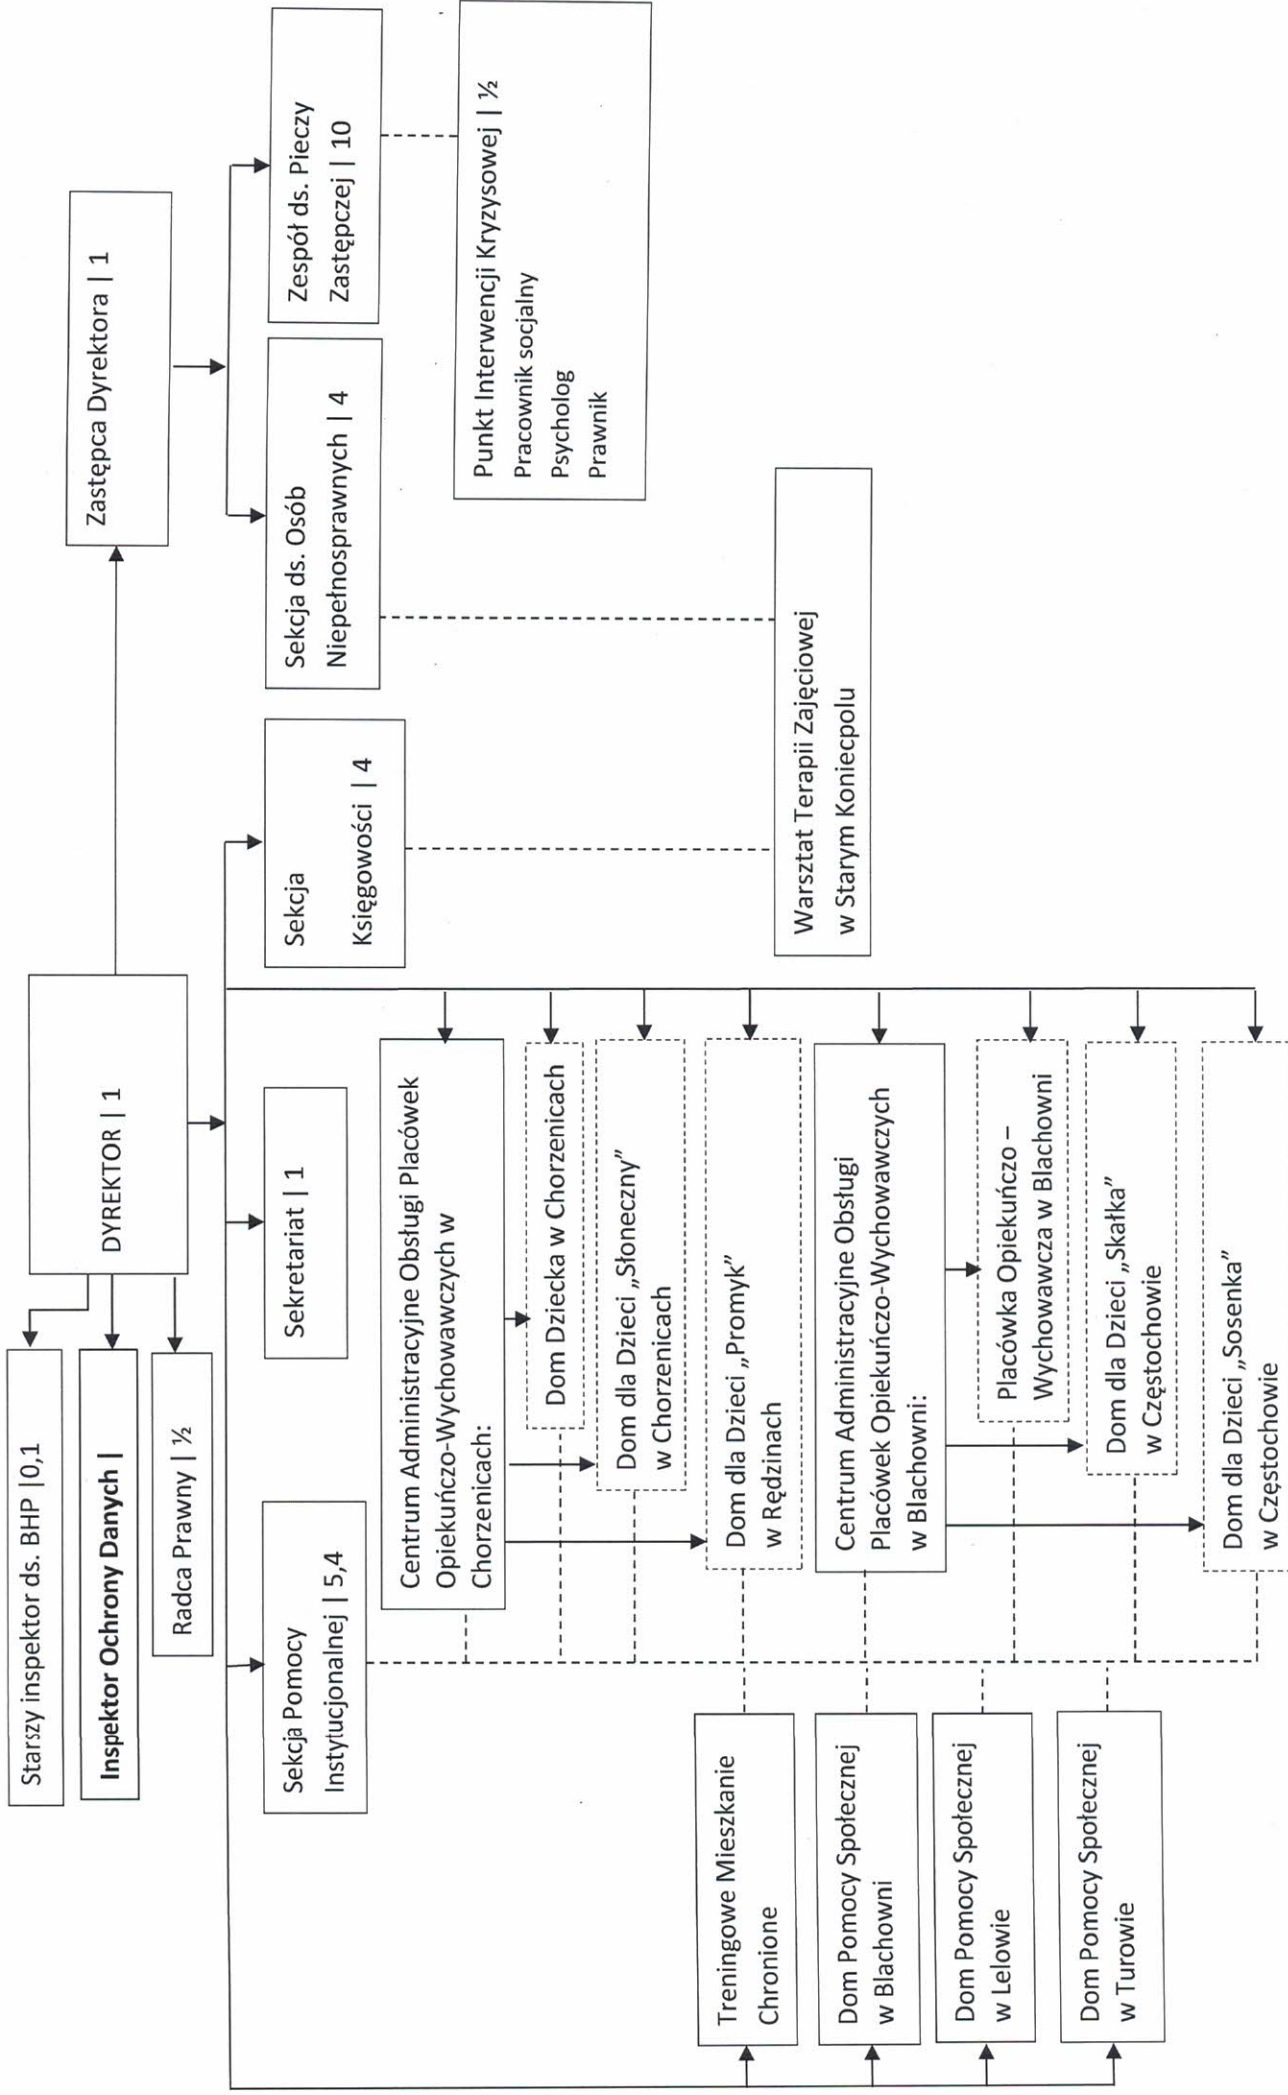 Starszy inspektor ds. BHP |0,1
Inspektor Ochrony Danych |
Radca Prawny | ½
DYREKTOR | 1
Zastępca Dyrektora | 1
Sekcja Pomocy
Instytucjonalnej | 5,4
Sekretariat | 1
Sekcja
Księgowości | 4
Sekcja ds. Osób
Niepełnosprawnych | 4
Zespół ds. Pieczy
Zastępczej | 10
Punkt Interwencji Kryzysowej | ½
Pracownik socjalny
Psycholog
Prawnik
Centrum Administracyjne Obsługi Placówek
Opiekuńczo-Wychowawczych w
Chorzenicach:
Dom Dziecka w Chorzenicach
Dom dla Dzieci „Słoneczny”
w Chorzenicach
Dom dla Dzieci „Promyk”
w Rędzinach
Centrum Administracyjne Obsługi
Placówek Opiekuńczo-Wychowawczych
w Blachowni:
Placówka Opiekuńczo –
Wychowawcza w Blachowni
Dom dla Dzieci „Skałka”
w Częstochowie
Dom dla Dzieci „Sosenka”
w Częstochowie
Warsztat Terapii Zajęciowej
w Starym Koniecpolu
Treningowe Mieszkanie
Chronione
Dom Pomocy Społecznej
w Blachowni
Dom Pomocy Społecznej
w Lelowie
Dom Pomocy Społecznej
w Turowie